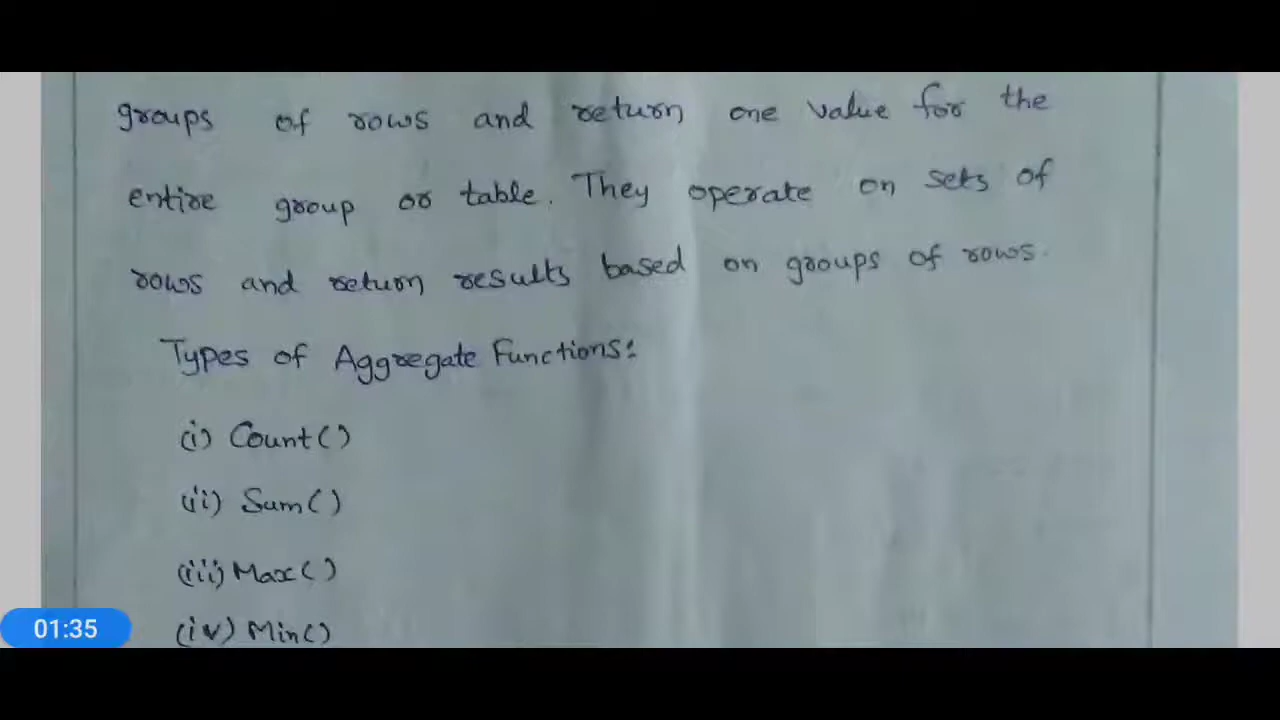 groups of rows and return one value for the
entire group or table. They operate on sets of
rows and return results based on groups of rows.
Types of Aggregate Functions:
(i) Count()
(ii) Sum()
(iii) Max()
(iv) Min()
01:35